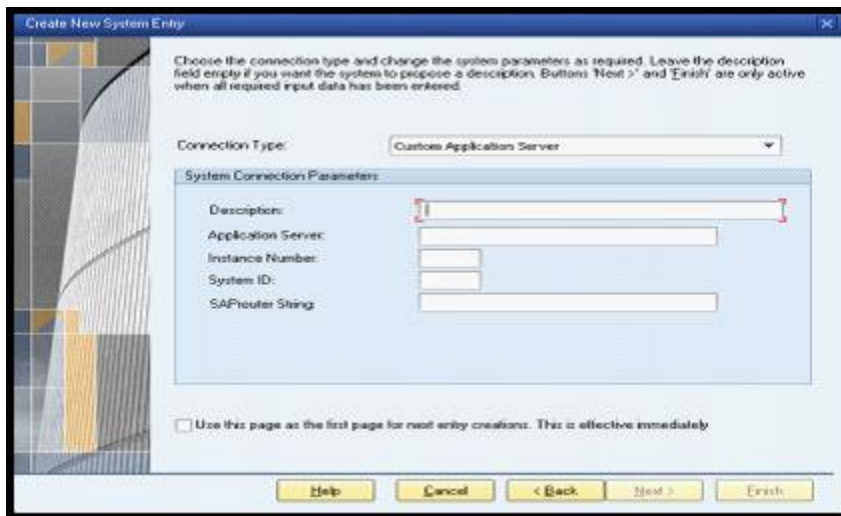 Create New System Entry
Choose the connection type and change the system parameters as required. Leave the description
field empty if you want the system to propose a description. Buttons 'Next >' and 'Finish' are only active
when all required input data has been entered.
Connection Type: Custom Application Server
System Connection Parameters
Description:
Application Server:
Instance Number:
System ID:
SAProuter String:
Use this page as the first page for next entry creations. This is effective immediately
Help Cancel < Back Next > Finish